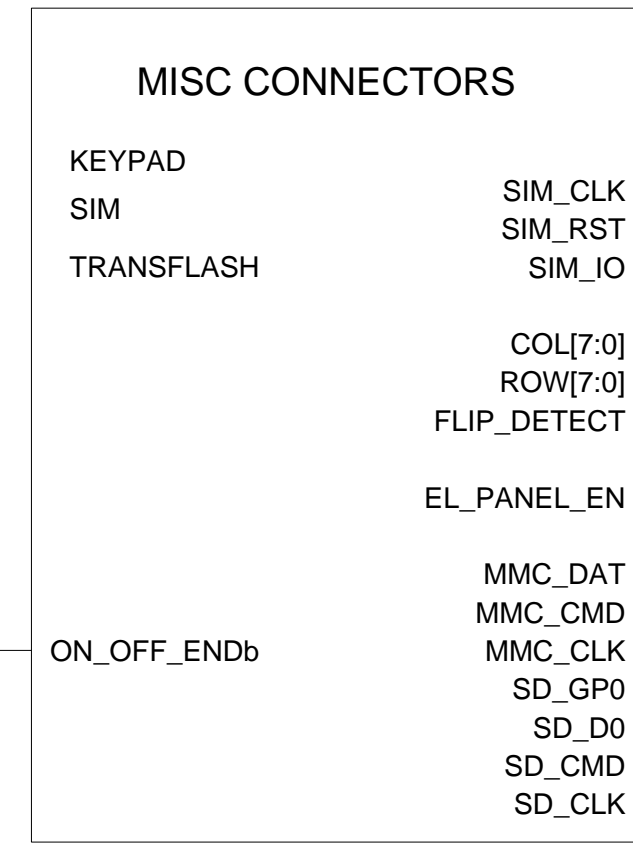 MISC CONNECTORS
KEYPAD
SIM
TRANSFLASH
SIM_CLK
SIM_RST
SIM_IO
COL[7:0]
ROW[7:0]
FLIP_DETECT
EL_PANEL_EN
MMC_DAT
MMC_CMD
ON_OFF_ENDb MMC_CLK
SD_GP0
SD_D0
SD_CMD
SD_CLK